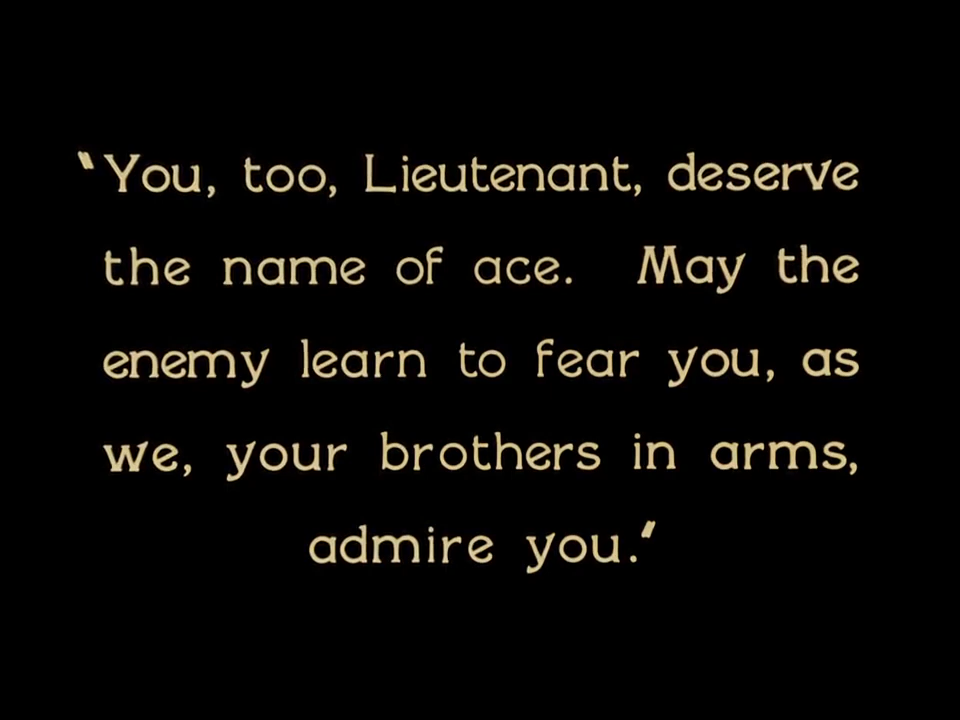 "You, too, Lieutenant, deserve
the name of ace. May the
enemy learn to fear you, as
we, your brothers in arms,
admire you."